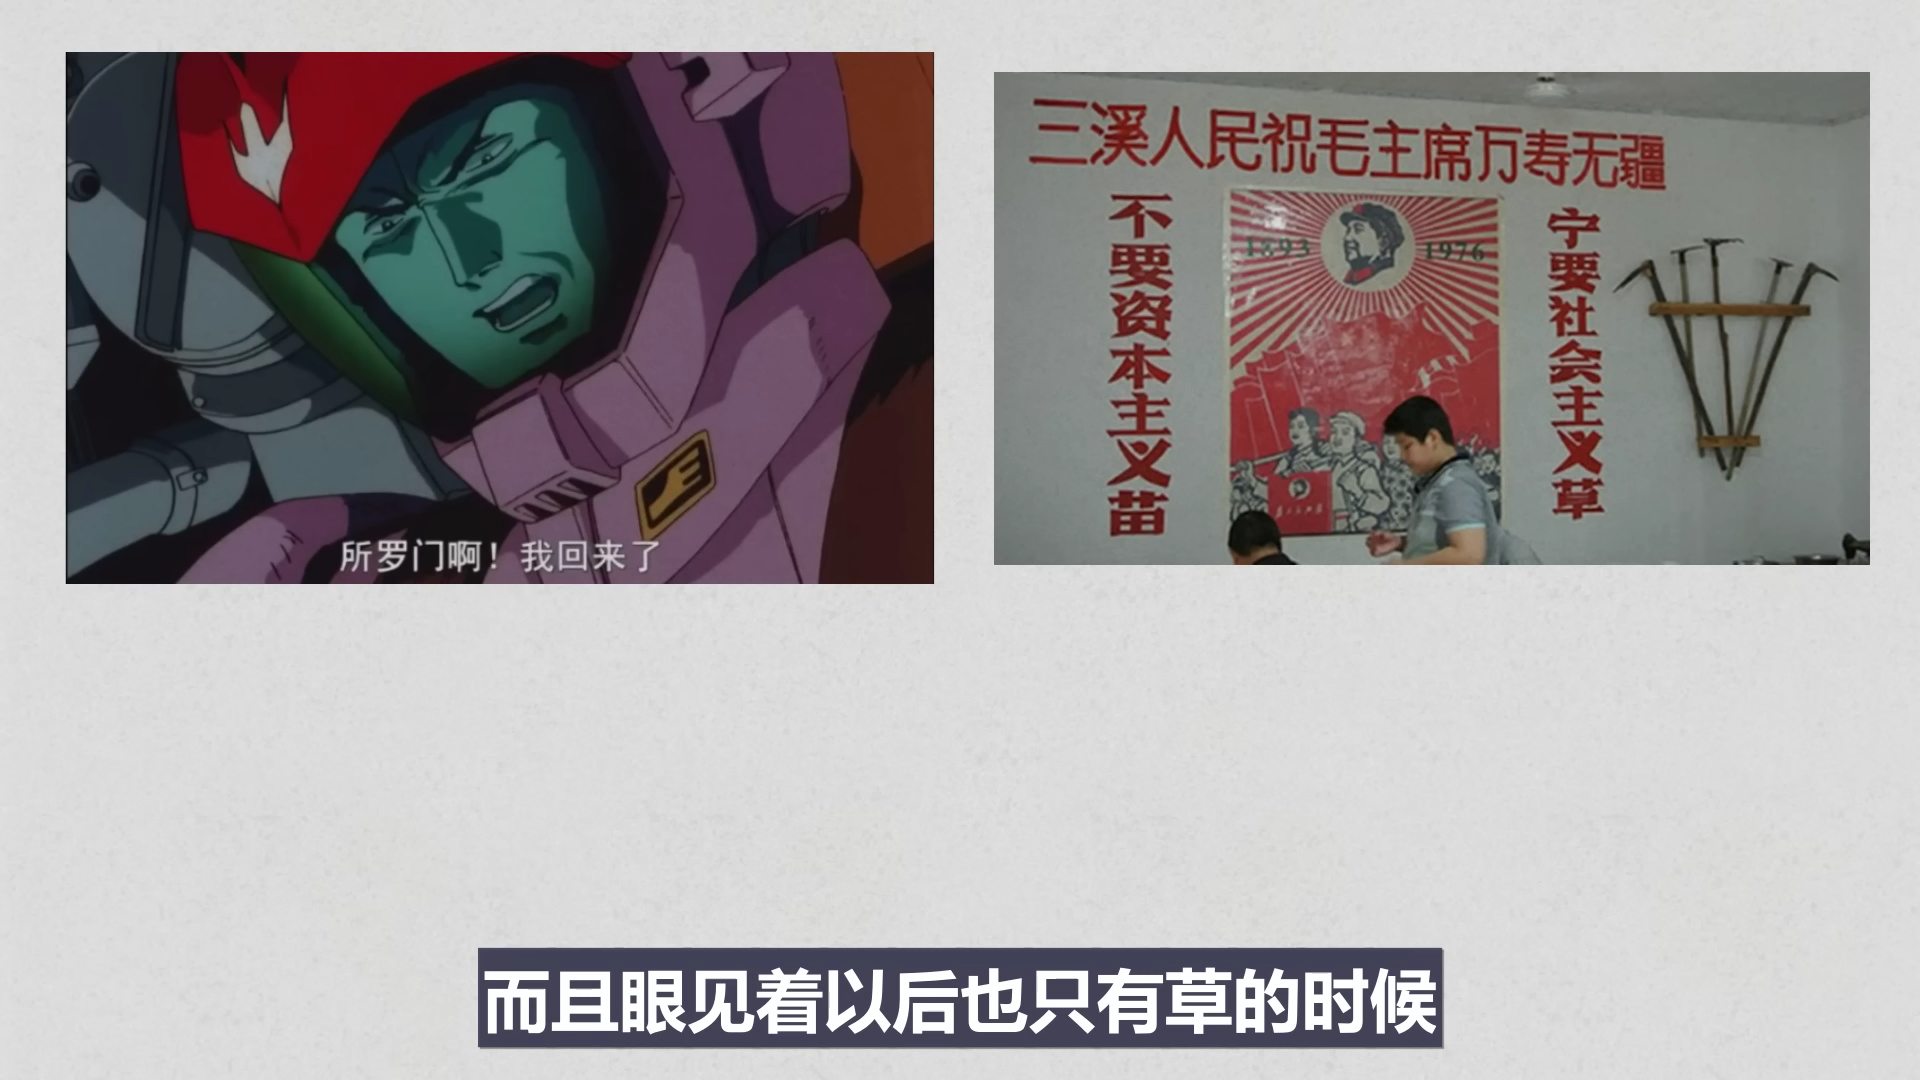 所罗门啊！我回来了
三溪人民祝毛主席万寿无疆
不要资本主义苗
1893 1976
宁要社会主义草
而且眼见着以后也只有草的时候